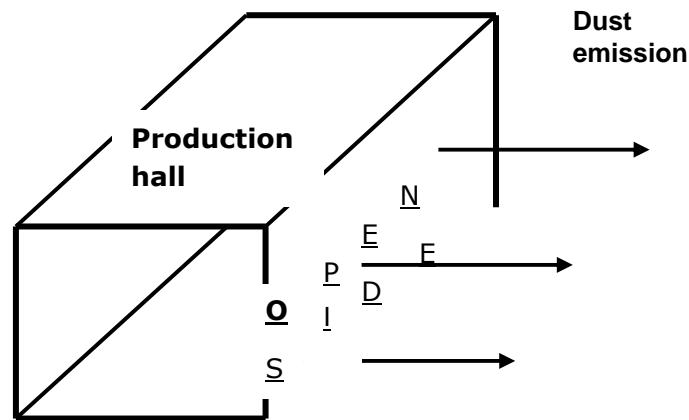 Dust
emission
Production
hall
O P E N
S I D E